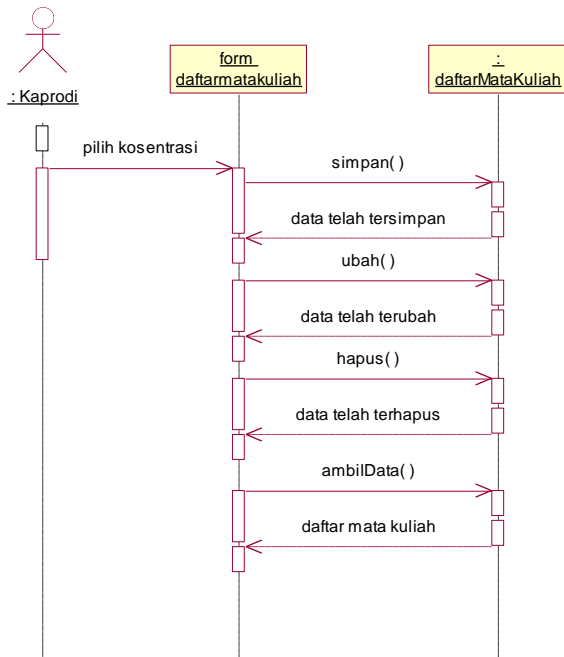 form
daftarmatakuliah
:
daftarMataKuliah
: Kaprodi
pilih kosentrasi
simpan( )
data telah tersimpan
ubah( )
data telah terubah
hapus( )
data telah terhapus
ambilData( )
daftar mata kuliah